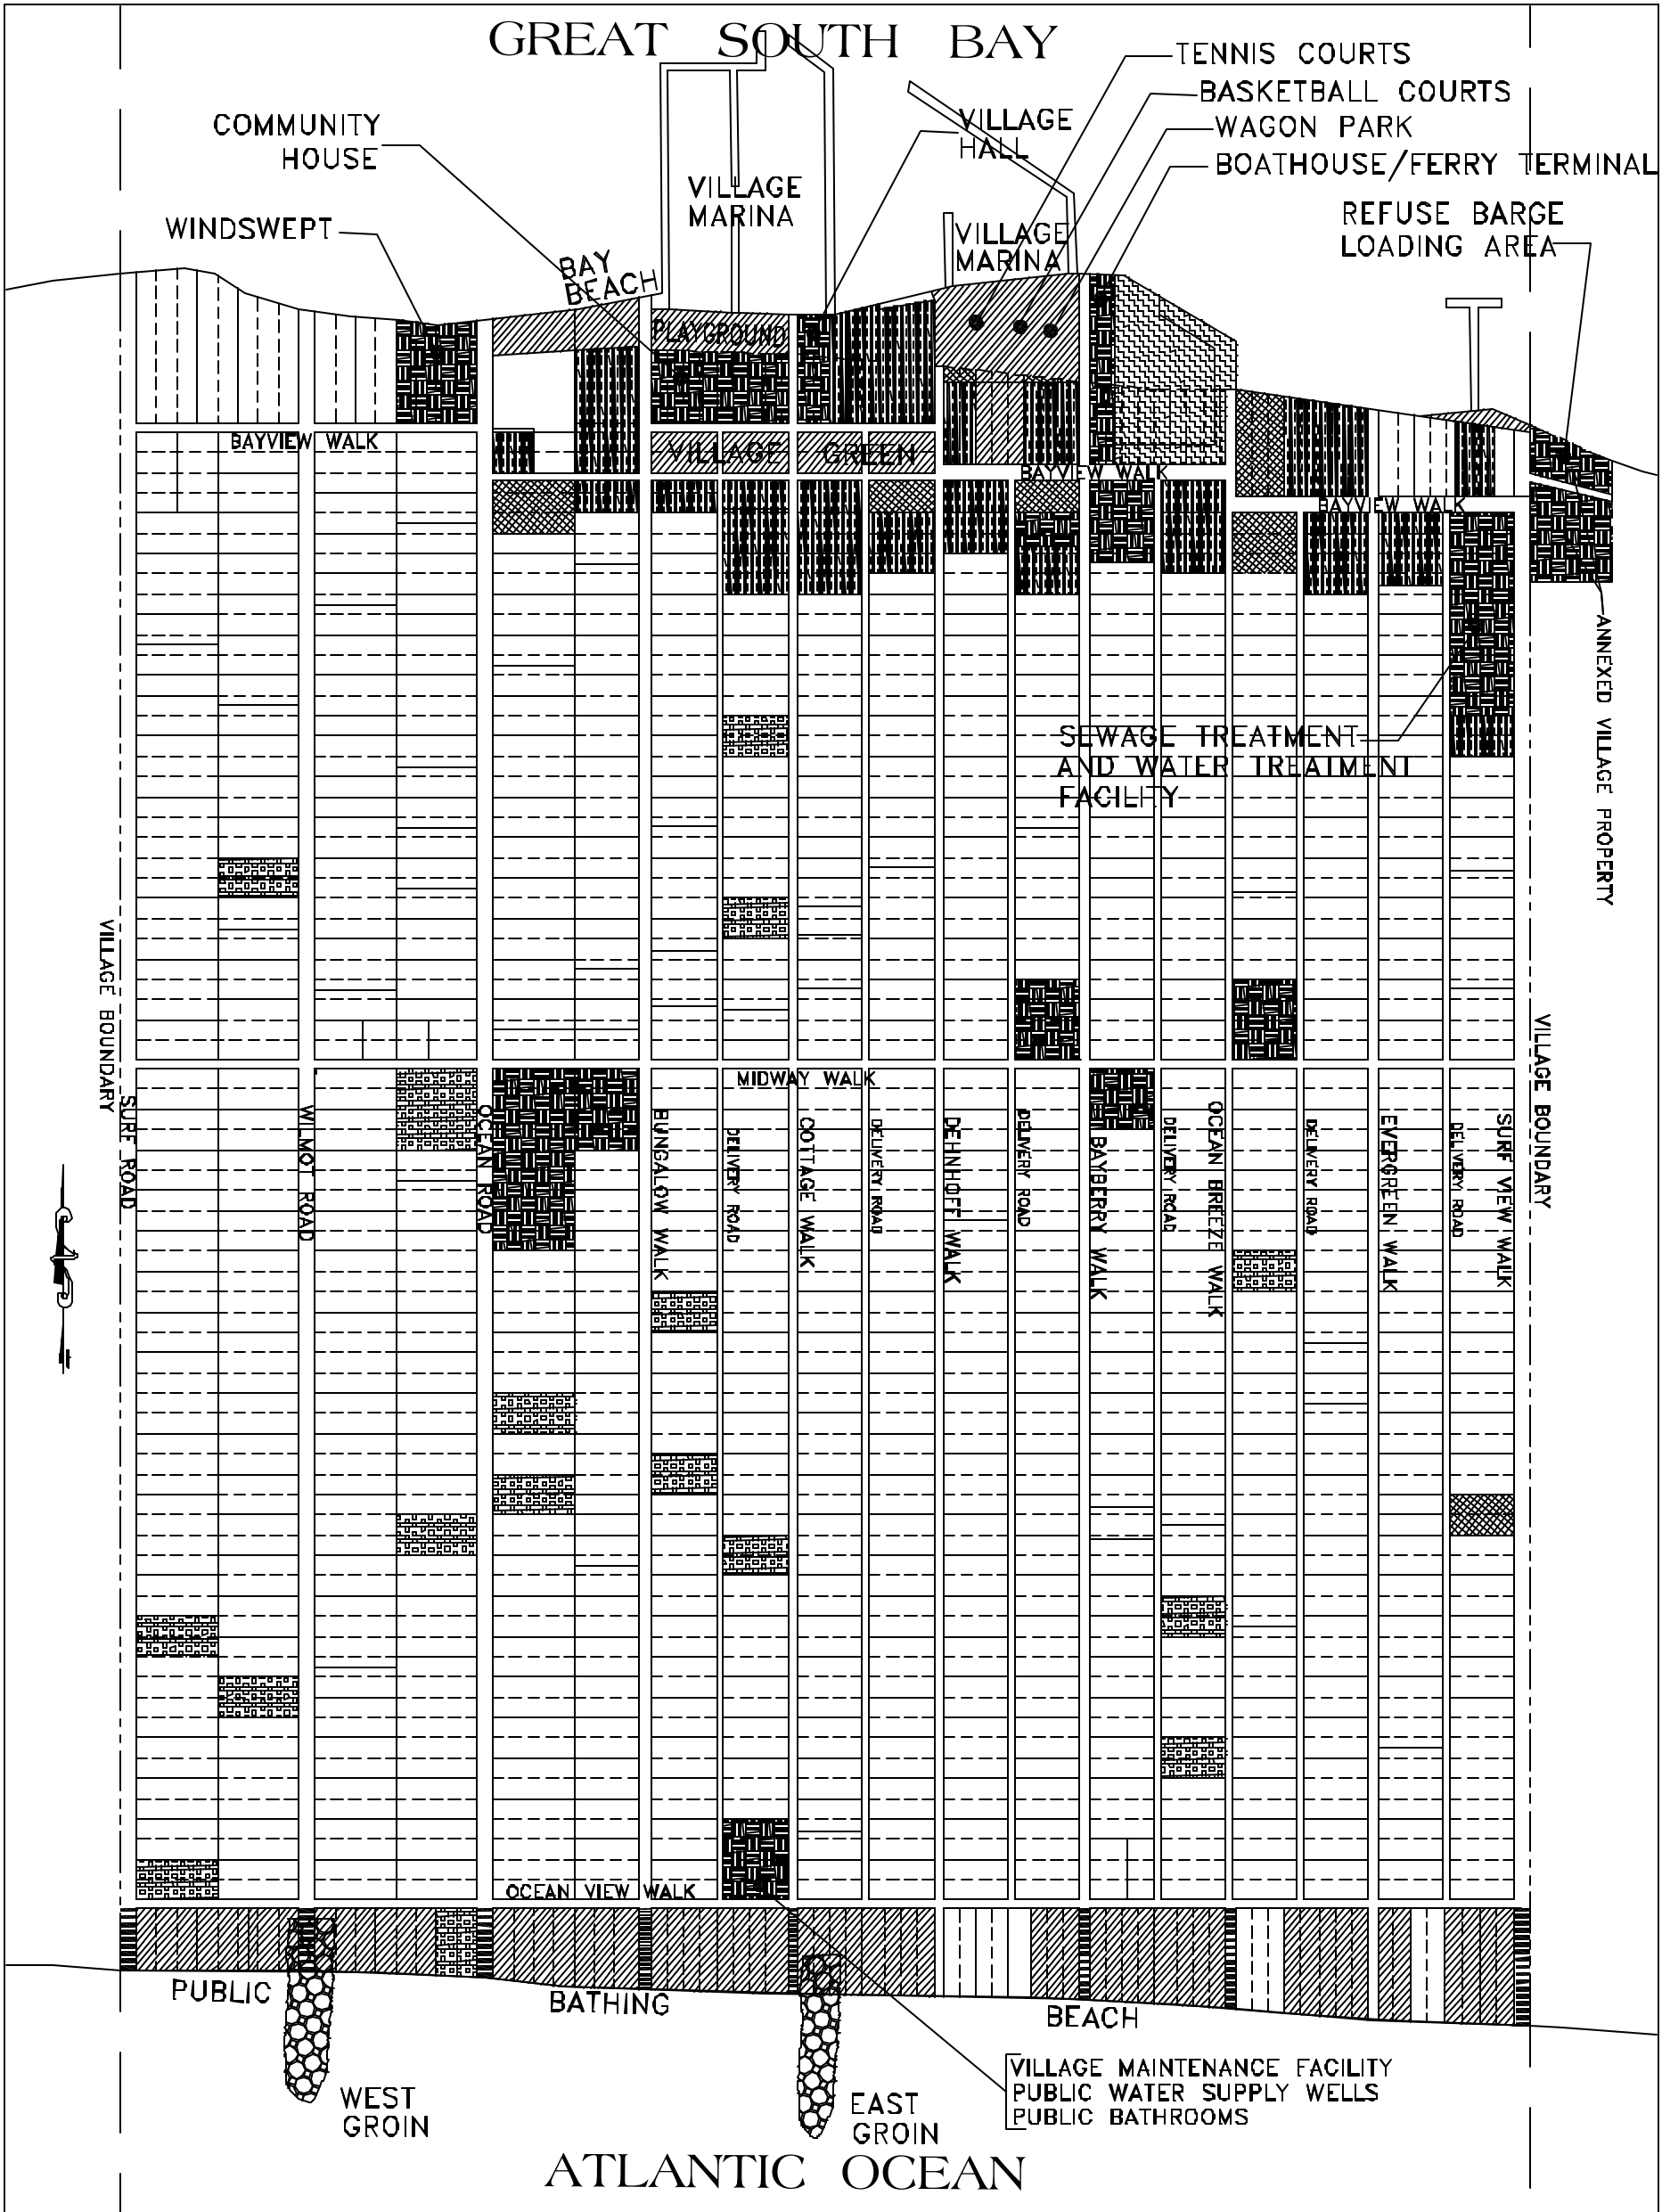 GREAT SOUTH BAY
TENNIS COURTS
BASKETBALL COURTS
WAGON PARK
BOATHOUSE/FERRY TERMINAL
COMMUNITY
HOUSE
VILLAGE
HALL
VILLAGE
MARINA
REFUSE BARGE
LOADING AREA
WINDSWEPT
VILLAGE
MARINA
BAY
BEACH
PLAYGROUND
BAYVIEW WALK
VILLAGE GREEN
BAYVIEW WALK
BAYVIEW WALK
ANNEXED VILLAGE PROPERTY
SEWAGE TREATMENT
AND WATER TREATMENT
FACILITY
VILLAGE BOUNDARY
VILLAGE BOUNDARY
MIDWAY WALK
SURF ROAD
WILMOT ROAD
OCEAN ROAD
BUNGALOW WALK
DELIVERY ROAD
COTTAGE WALK
DELIVERY ROAD
DEHNHOFF WALK
DELIVERY ROAD
BAYBERRY WALK
DELIVERY ROAD
OCEAN BREEZE WALK
DELIVERY ROAD
EVERGREEN WALK
DELIVERY ROAD
SURF VIEW WALK
OCEAN VIEW WALK
PUBLIC BATHING BEACH
WEST
GROIN
EAST
GROIN
VILLAGE MAINTENANCE FACILITY
PUBLIC WATER SUPPLY WELLS
PUBLIC BATHROOMS
ATLANTIC OCEAN